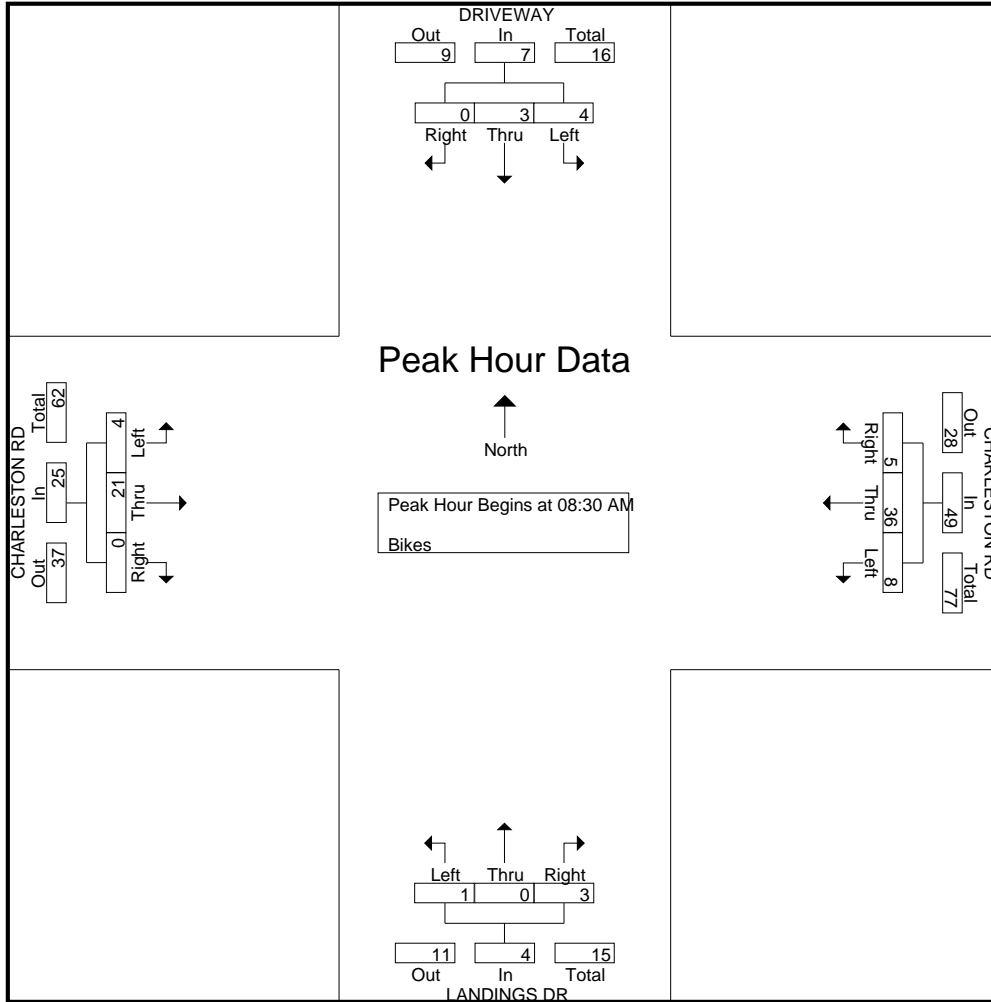 DRIVEWAY
Out In Total
9 7 16
0 3 4
Right Thru Left
Peak Hour Data
North
Peak Hour Begins at 08:30 AM
Bikes
CHARLESTON RD
Out In Total
37 25 62
4 21 0
Left Thru Right
CHARLESTON RD
Out In Total
28 49 77
5 36 8
Right Thru Left
Left Thru Right
1 0 3
11 4 15
Out In Total
LANDINGS DR